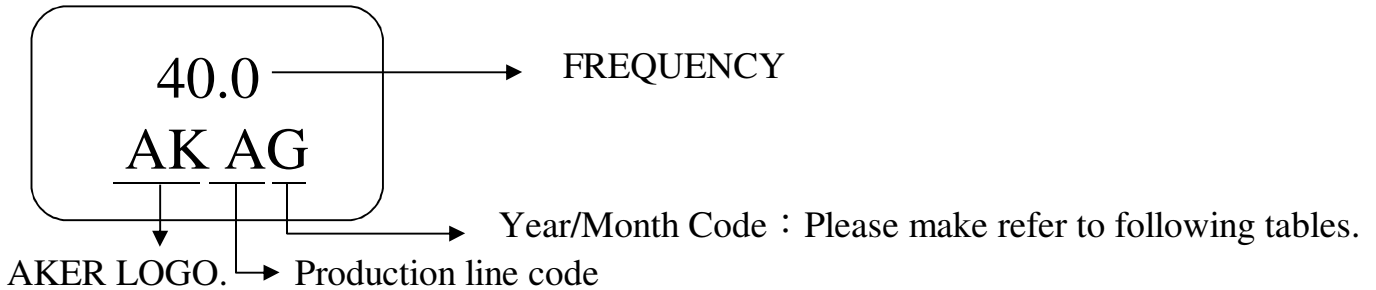 40.0
FREQUENCY
AK AG
Year/Month Code：Please make refer to following tables.
AKER LOGO.
Production line code